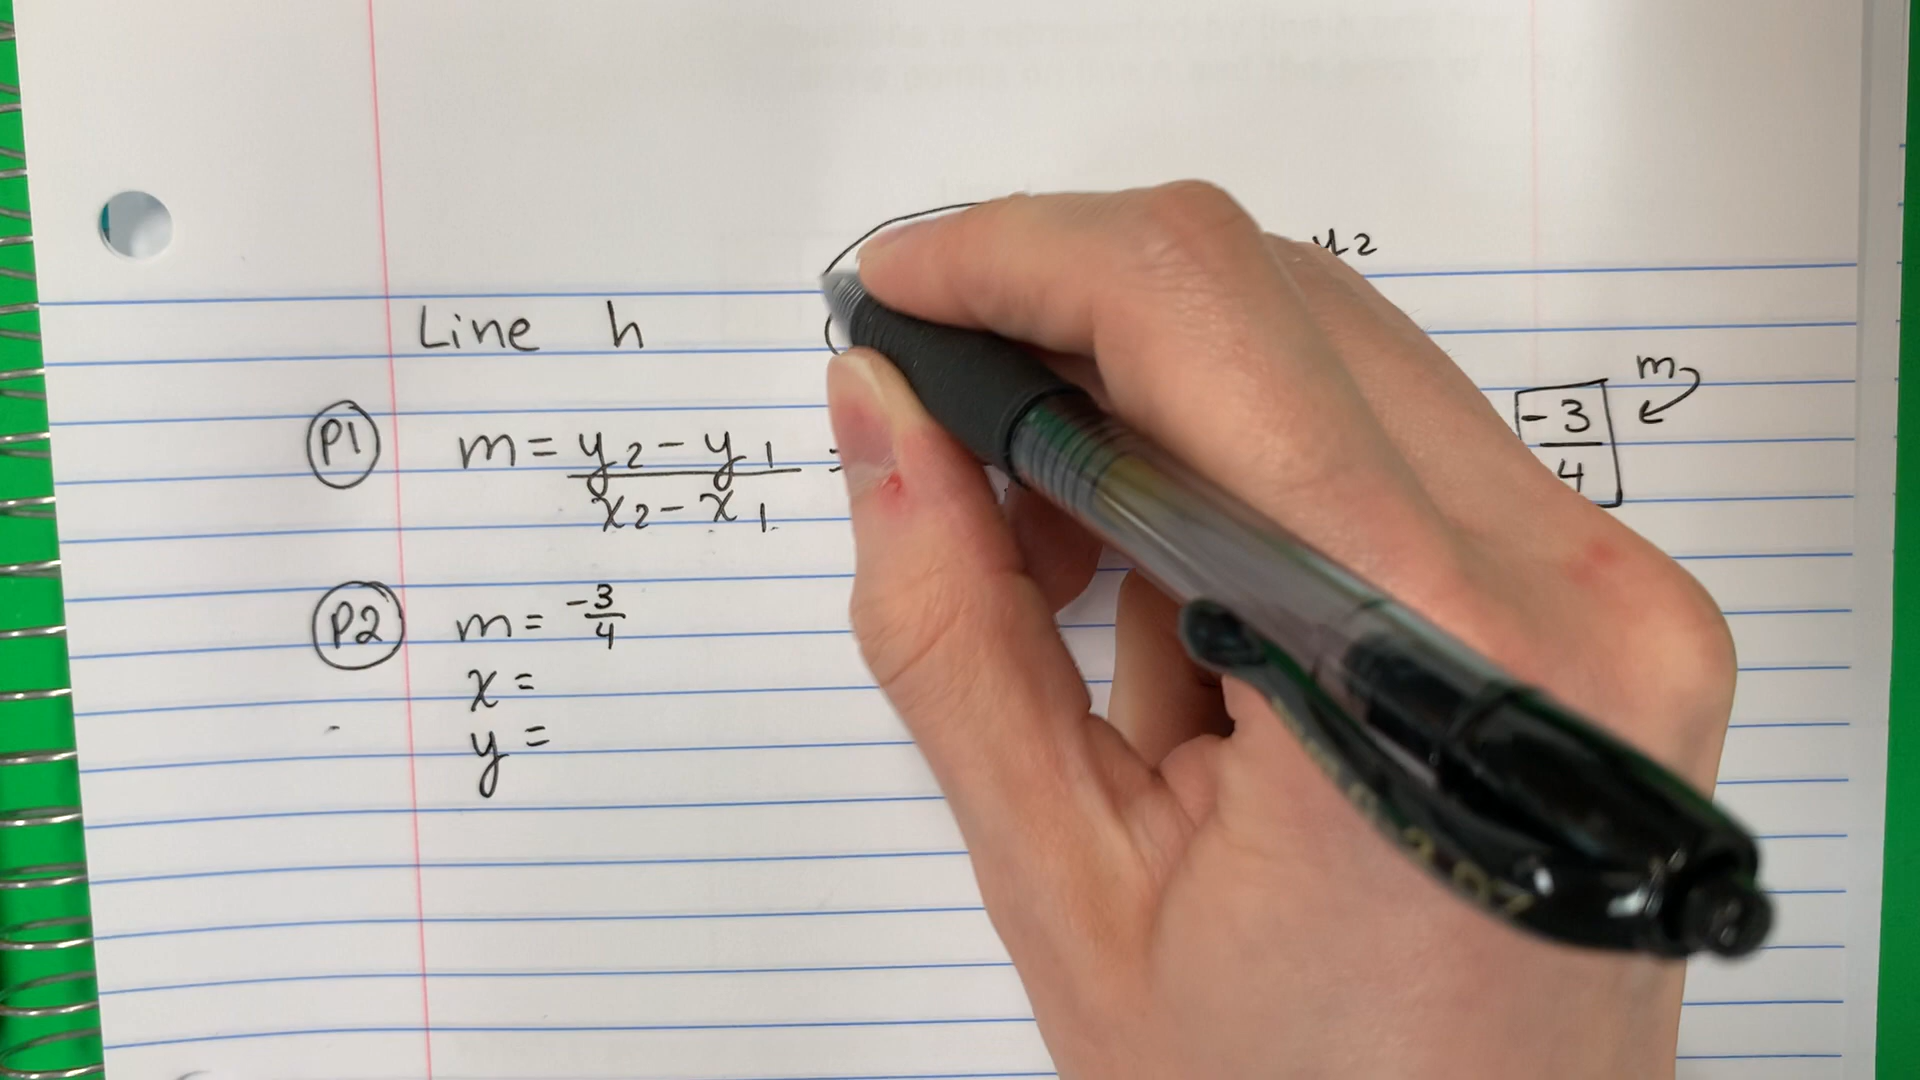 y2
Line h
m
P1 m = y2 - y1 / x2 - x1 = -3/4
P2 m = -3/4
x =
y =